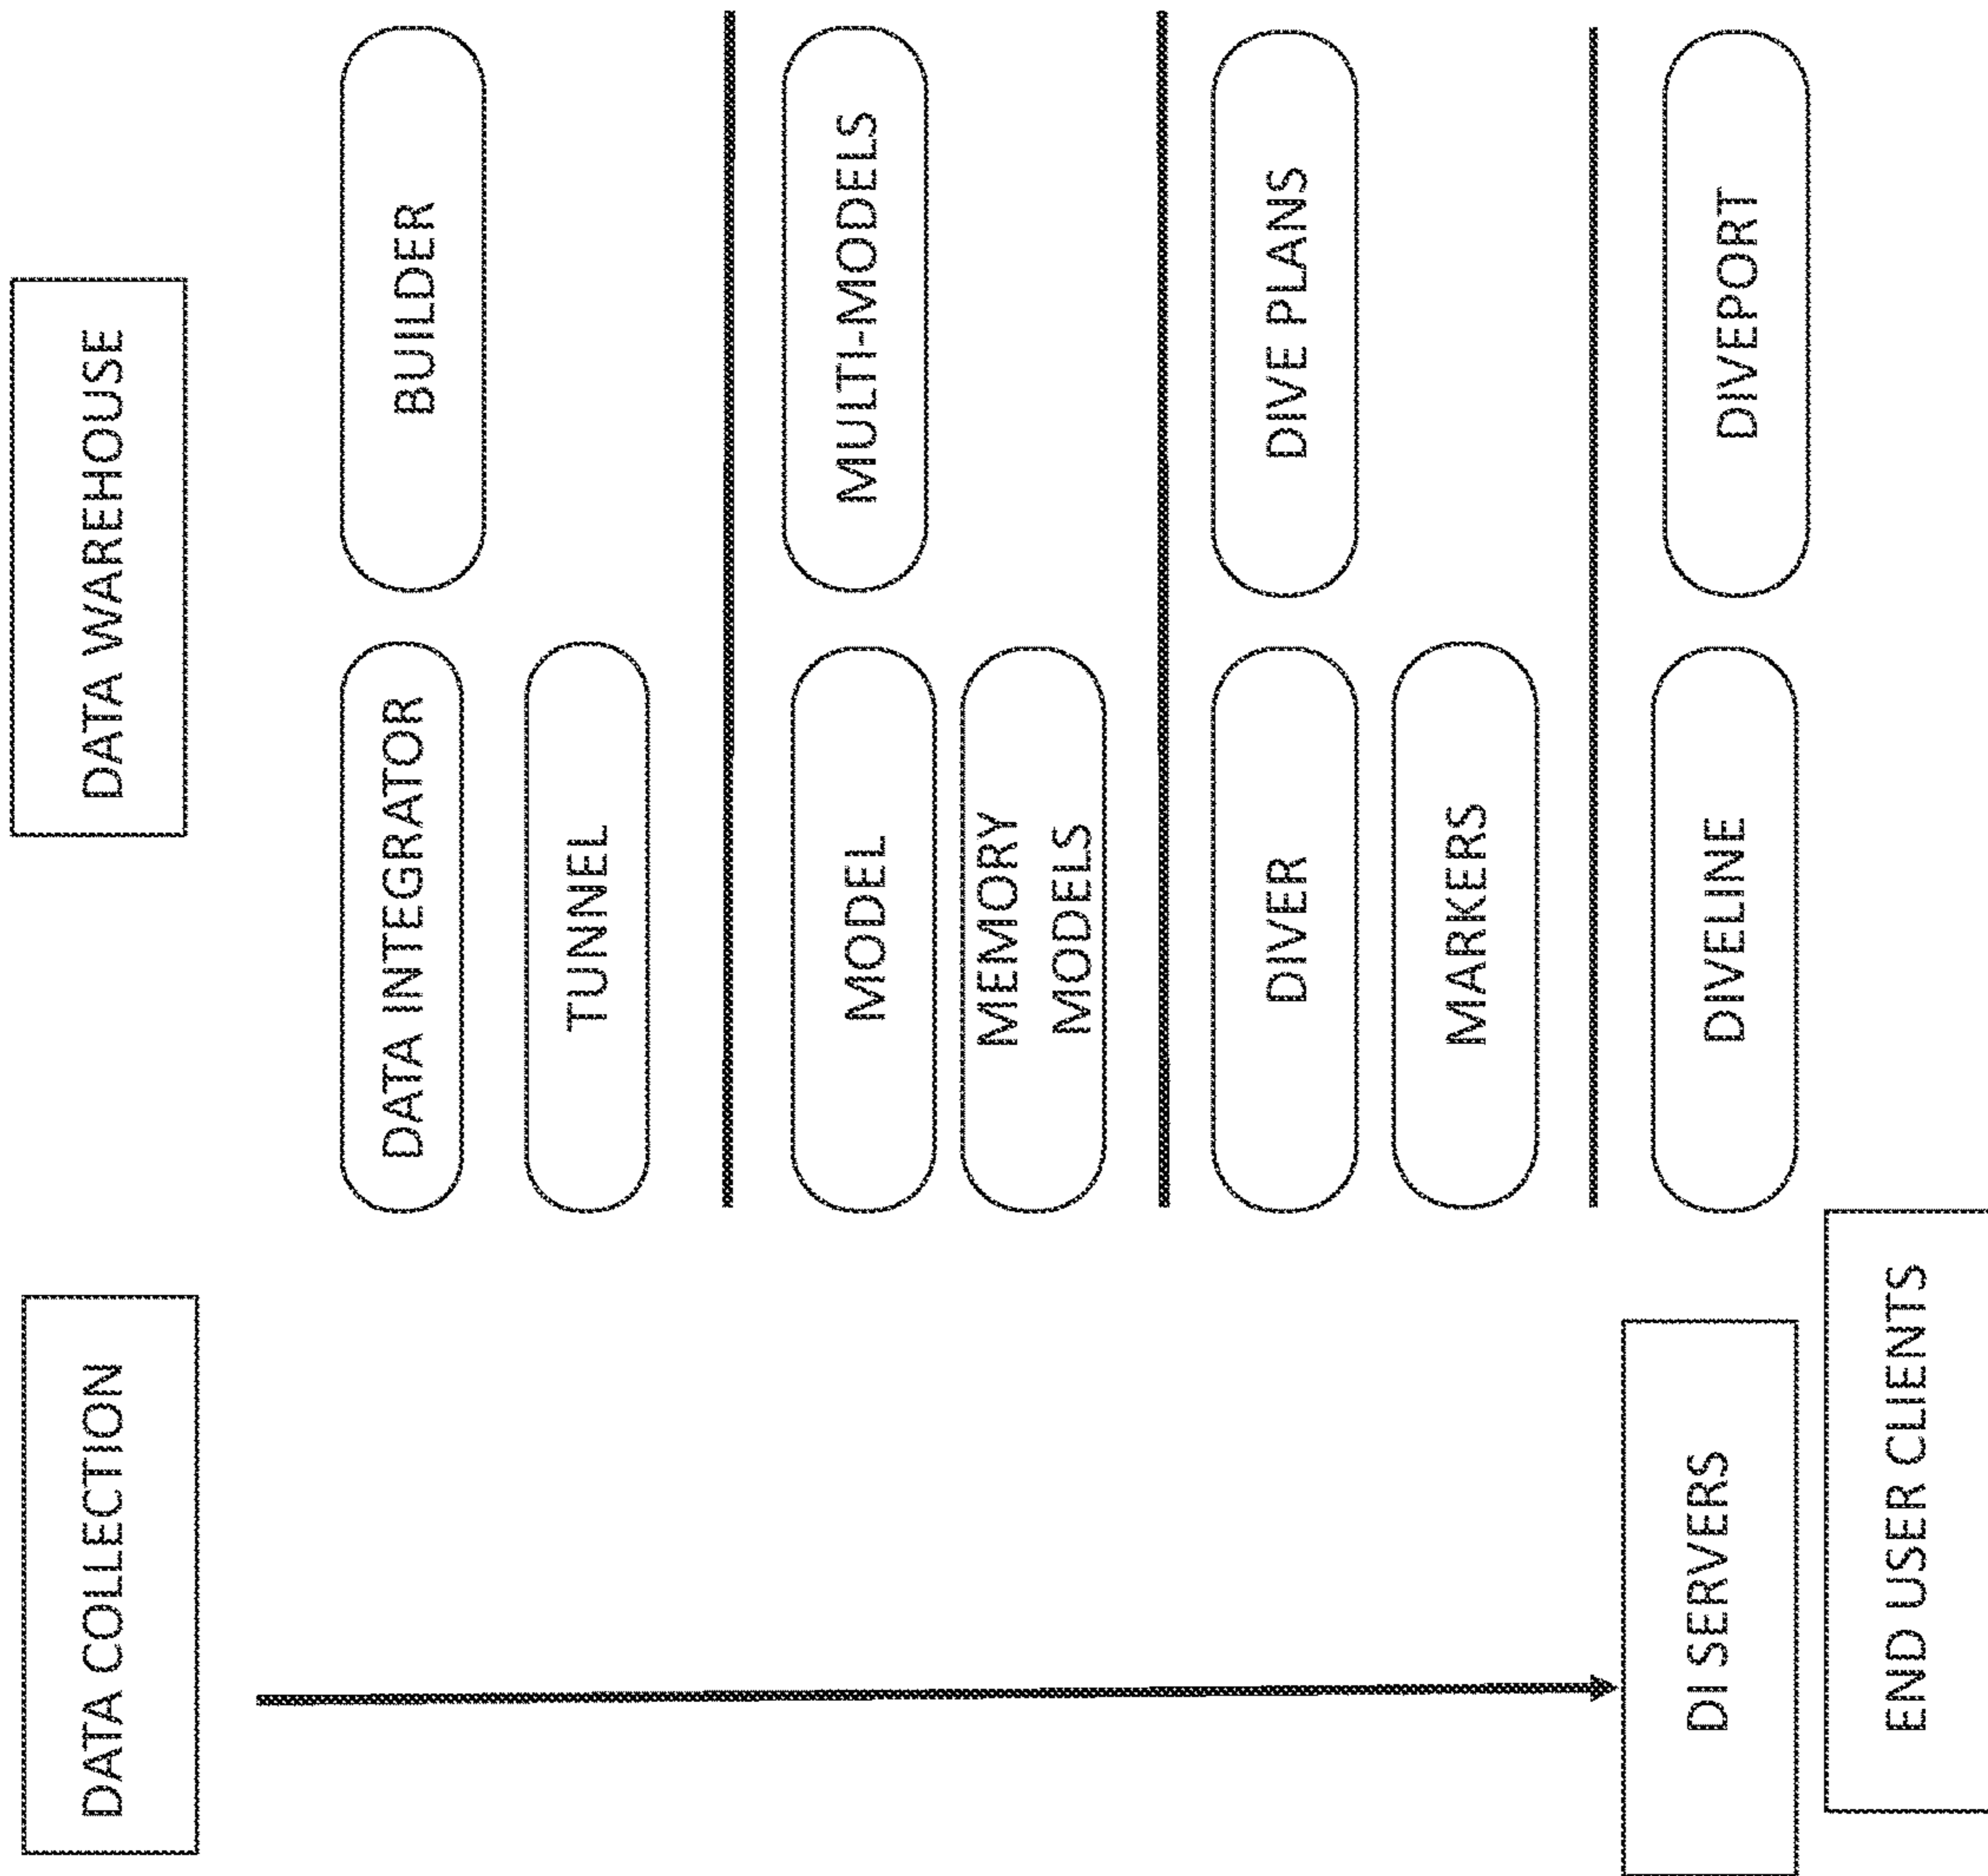 DATA COLLECTION
DATA WAREHOUSE
DATA INTEGRATOR
BUILDER
TUNNEL
MODEL
MULTI-MODELS
MEMORY
MODELS
DIVER
DIVE PLANS
MARKERS
DI SERVERS
DIVELINE
DIVEPORT
END USER CLIENTS